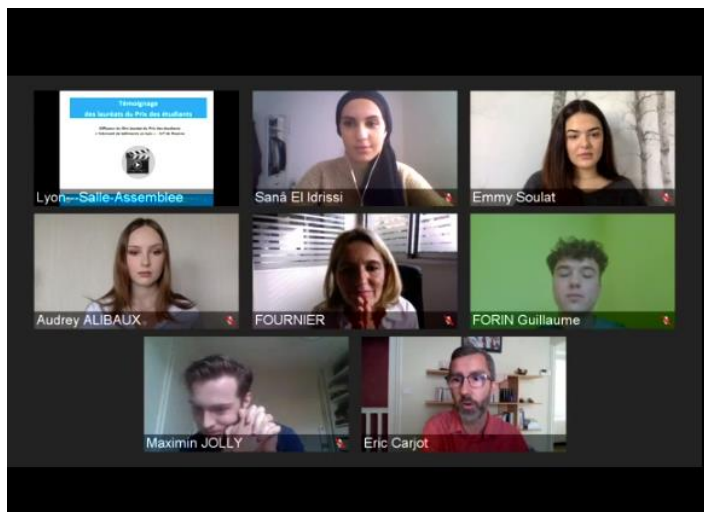 Témoignage
des lauréats du Prix des étudiants
Lyon---Salle-Assemblee
Sanâ El Idrissi
Emmy Soulat
Audrey ALIBAUX
FOURNIER
FORIN Guillaume
Maximin JOLLY
Eric Carjot